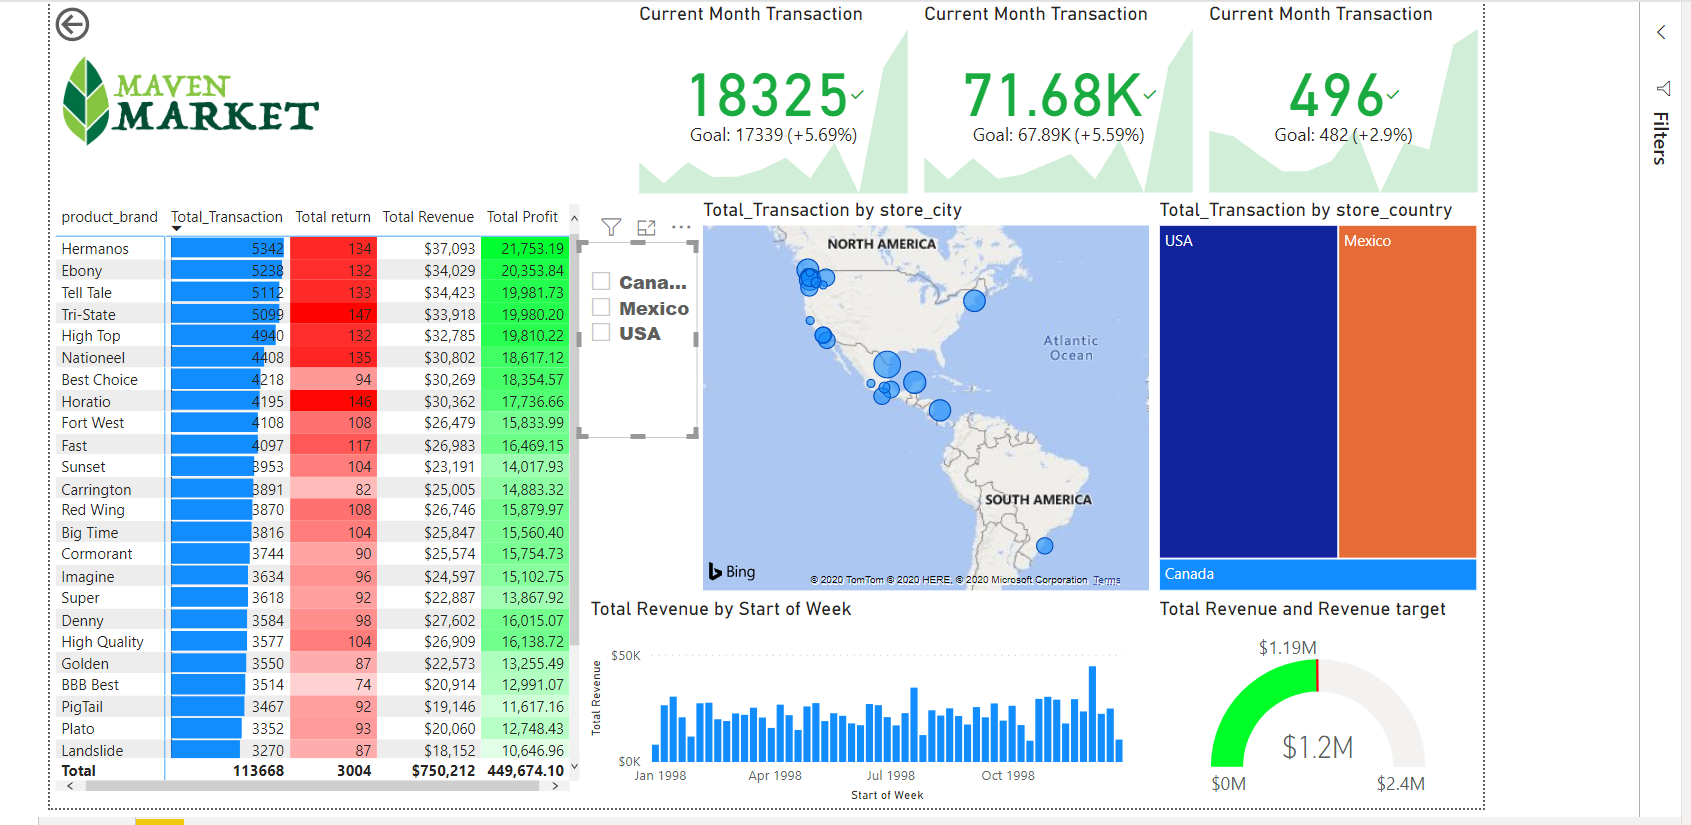 Current Month Transaction
Current Month Transaction
Current Month Transaction
MAVEN
MARKET
18325
Goal: 17339 (+5.69%)
71.68K
Goal: 67.89K (+5.59%)
496
Goal: 482 (+2.9%)
Filters
product_brand Total_Transaction Total return Total Revenue Total Profit
Hermanos 5342 134 $37,093 21,753.19
Ebony 5238 132 $34,029 20,353.84
Tell Tale 5112 133 $34,423 19,981.73
Tri-State 5099 147 $33,918 19,980.20
High Top 4940 132 $32,785 19,810.22
Nationeel 4408 135 $30,802 18,617.12
Best Choice 4218 94 $30,269 18,354.57
Horatio 4195 146 $30,362 17,736.66
Fort West 4108 108 $26,479 15,833.99
Fast 4097 117 $26,983 16,469.15
Sunset 3953 104 $23,191 14,017.93
Carrington 3891 82 $25,005 14,883.32
Red Wing 3870 108 $26,746 15,879.97
Big Time 3816 104 $25,847 15,560.40
Cormorant 3744 90 $25,574 15,754.73
Imagine 3634 96 $24,597 15,102.75
Super 3618 92 $22,887 13,867.92
Denny 3584 98 $27,602 16,015.07
High Quality 3577 104 $26,909 16,138.72
Golden 3550 87 $22,573 13,255.49
BBB Best 3514 74 $20,914 12,991.07
PigTail 3467 92 $19,146 11,617.16
Plato 3352 93 $20,060 12,748.43
Landslide 3270 87 $18,152 10,646.96
Total 113668 3004 $750,212 449,674.10
Cana...
Mexico
USA
Total_Transaction by store_city
NORTH AMERICA
Atlantic
Ocean
SOUTH AMERICA
Bing
© 2020 TomTom © 2020 HERE, © 2020 Microsoft Corporation Terms
Total_Transaction by store_country
USA
Mexico
Canada
Total Revenue by Start of Week
Total Revenue
$50K
$0K
Jan 1998 Apr 1998 Jul 1998 Oct 1998
Start of Week
Total Revenue and Revenue target
$1.19M
$1.2M
$0M
$2.4M